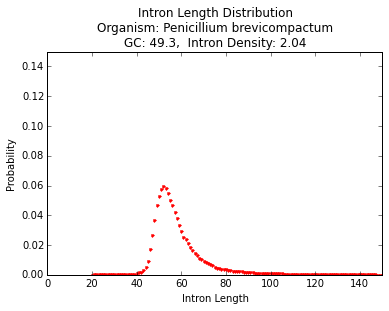 Intron Length Distribution
Organism: Penicillium brevicompactum
GC: 49.3,  Intron Density: 2.04
0.14
0.12
0.10
0.08
0.06
0.04
0.02
0.00
Probability
0 20 40 60 80 100 120 140
Intron Length